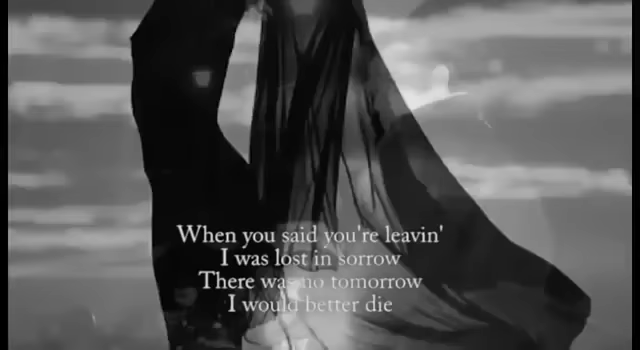 When you said you're leavin'
I was lost in sorrow
There was no tomorrow
I would better die